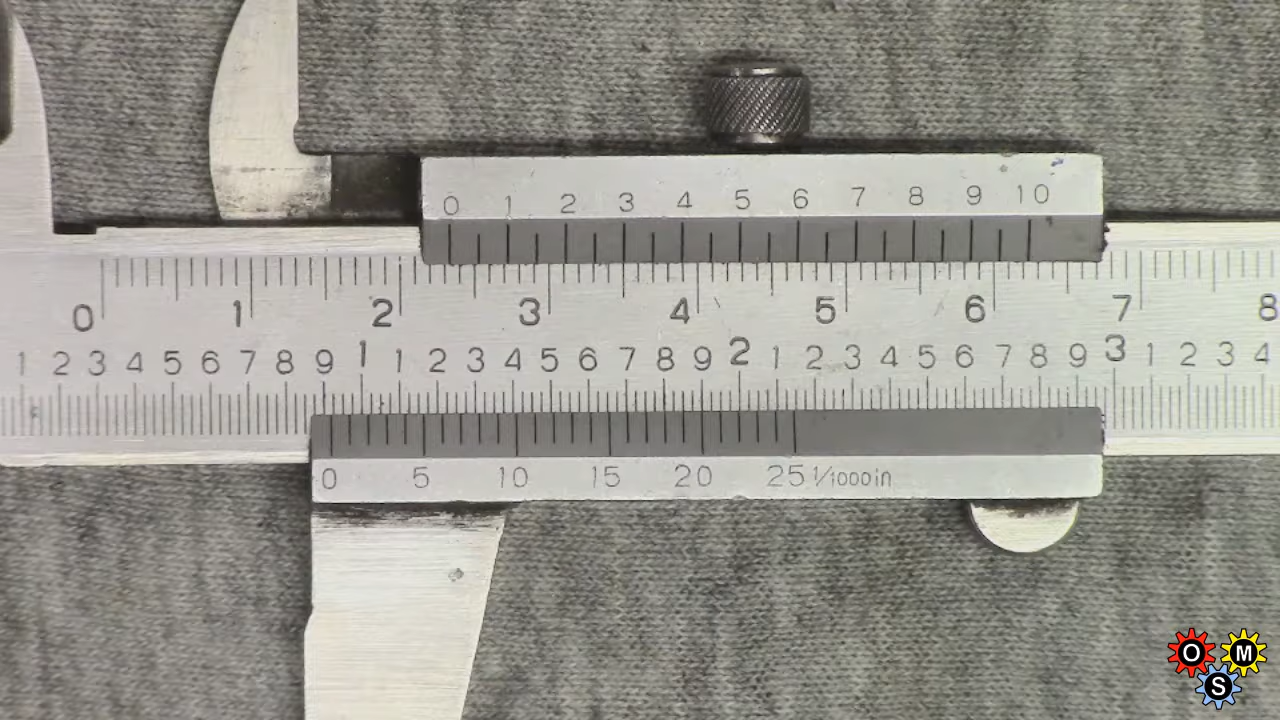 0 1 2 3 4 5 6 7 8 9 10
0 1 2 3 4 5 6 7 8
1 2 3 4 5 6 7 8 9 1 1 2 3 4 5 6 7 8 9 2 1 2 3 4 5 6 7 8 9 3 1 2 3 4
0 5 10 15 20 25 1/1000 in
O M
S